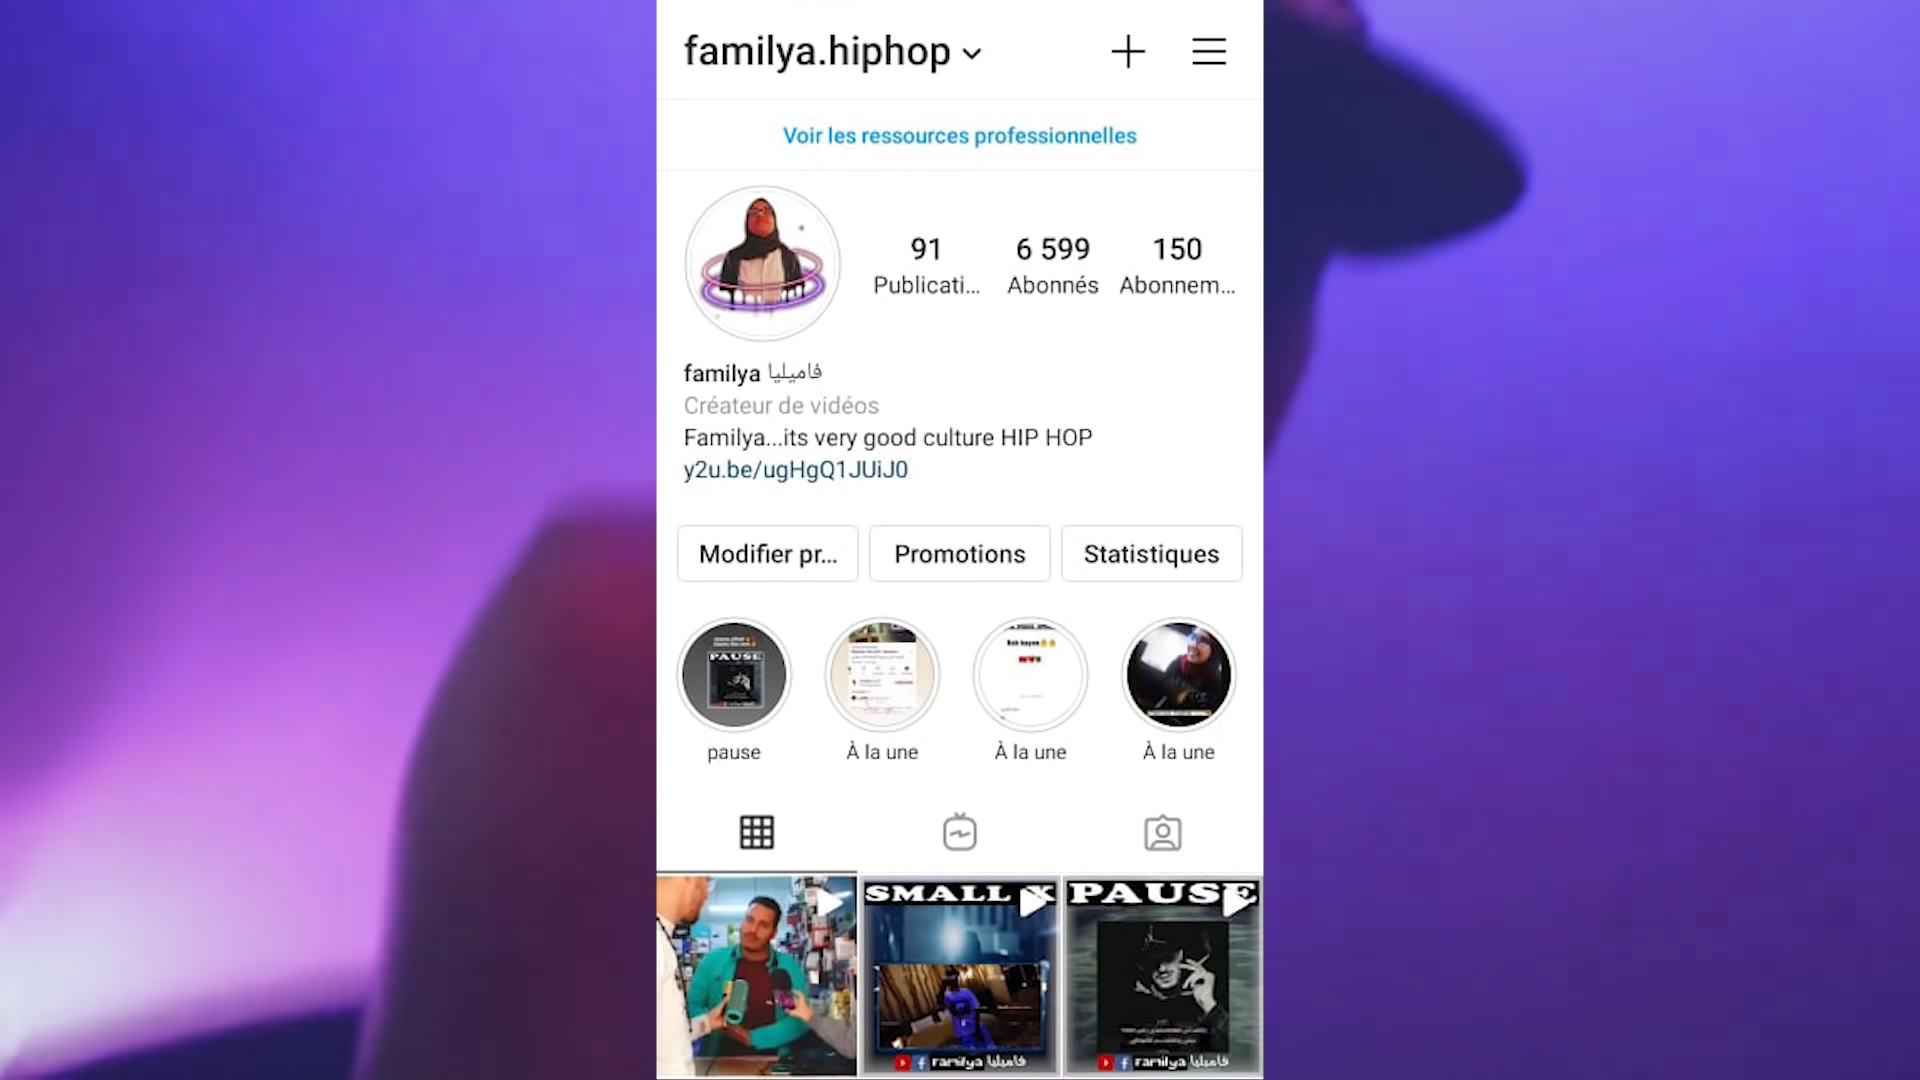 familya.hiphop
Voir les ressources professionnelles
91 6 599 150
Publicati... Abonnés Abonnem...
familya فاميليا
Créateur de vidéos
Familya...its very good culture HIP HOP
y2u.be/ugHgQ1JUiJ0
Modifier pr... Promotions Statistiques
PAUSE
pause À la une À la une À la une
SMALL X PAUSE
familya فاميليا familya فاميليا